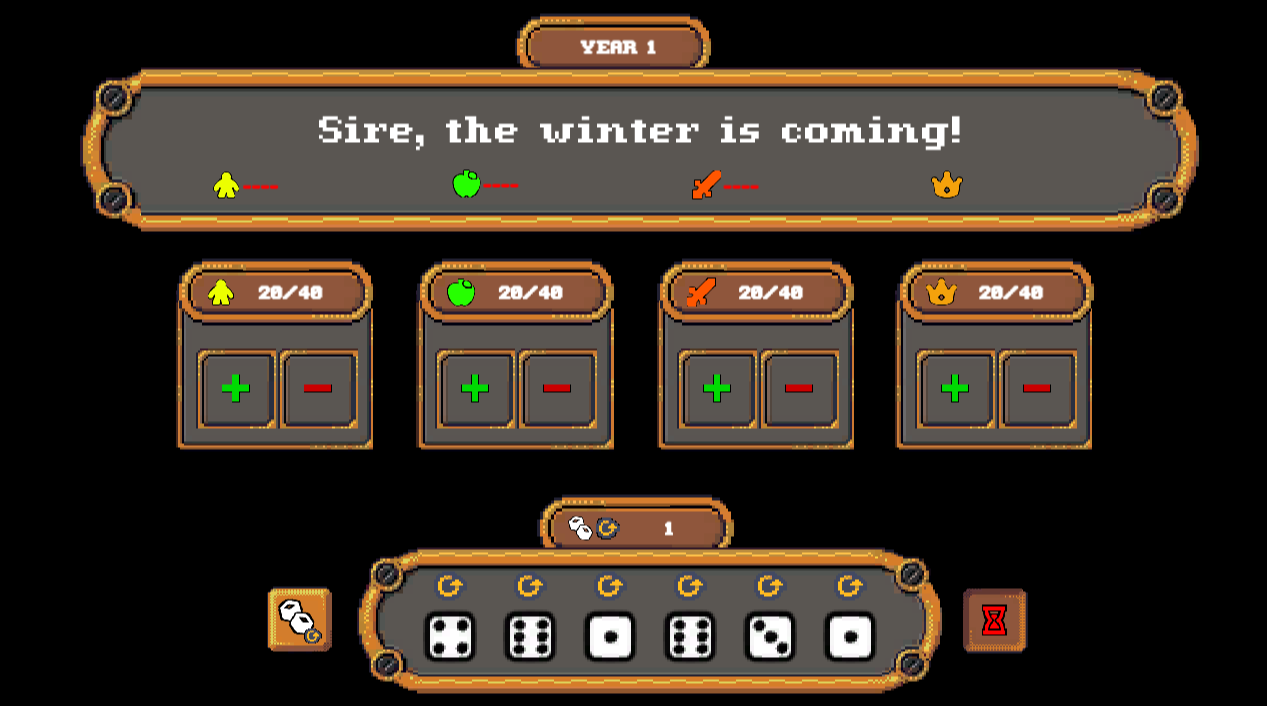 YEAR 1
Sire, the winter is coming!
---- ---- ----
20/40 20/40 20/40 20/40
+ - + - + - + -
1